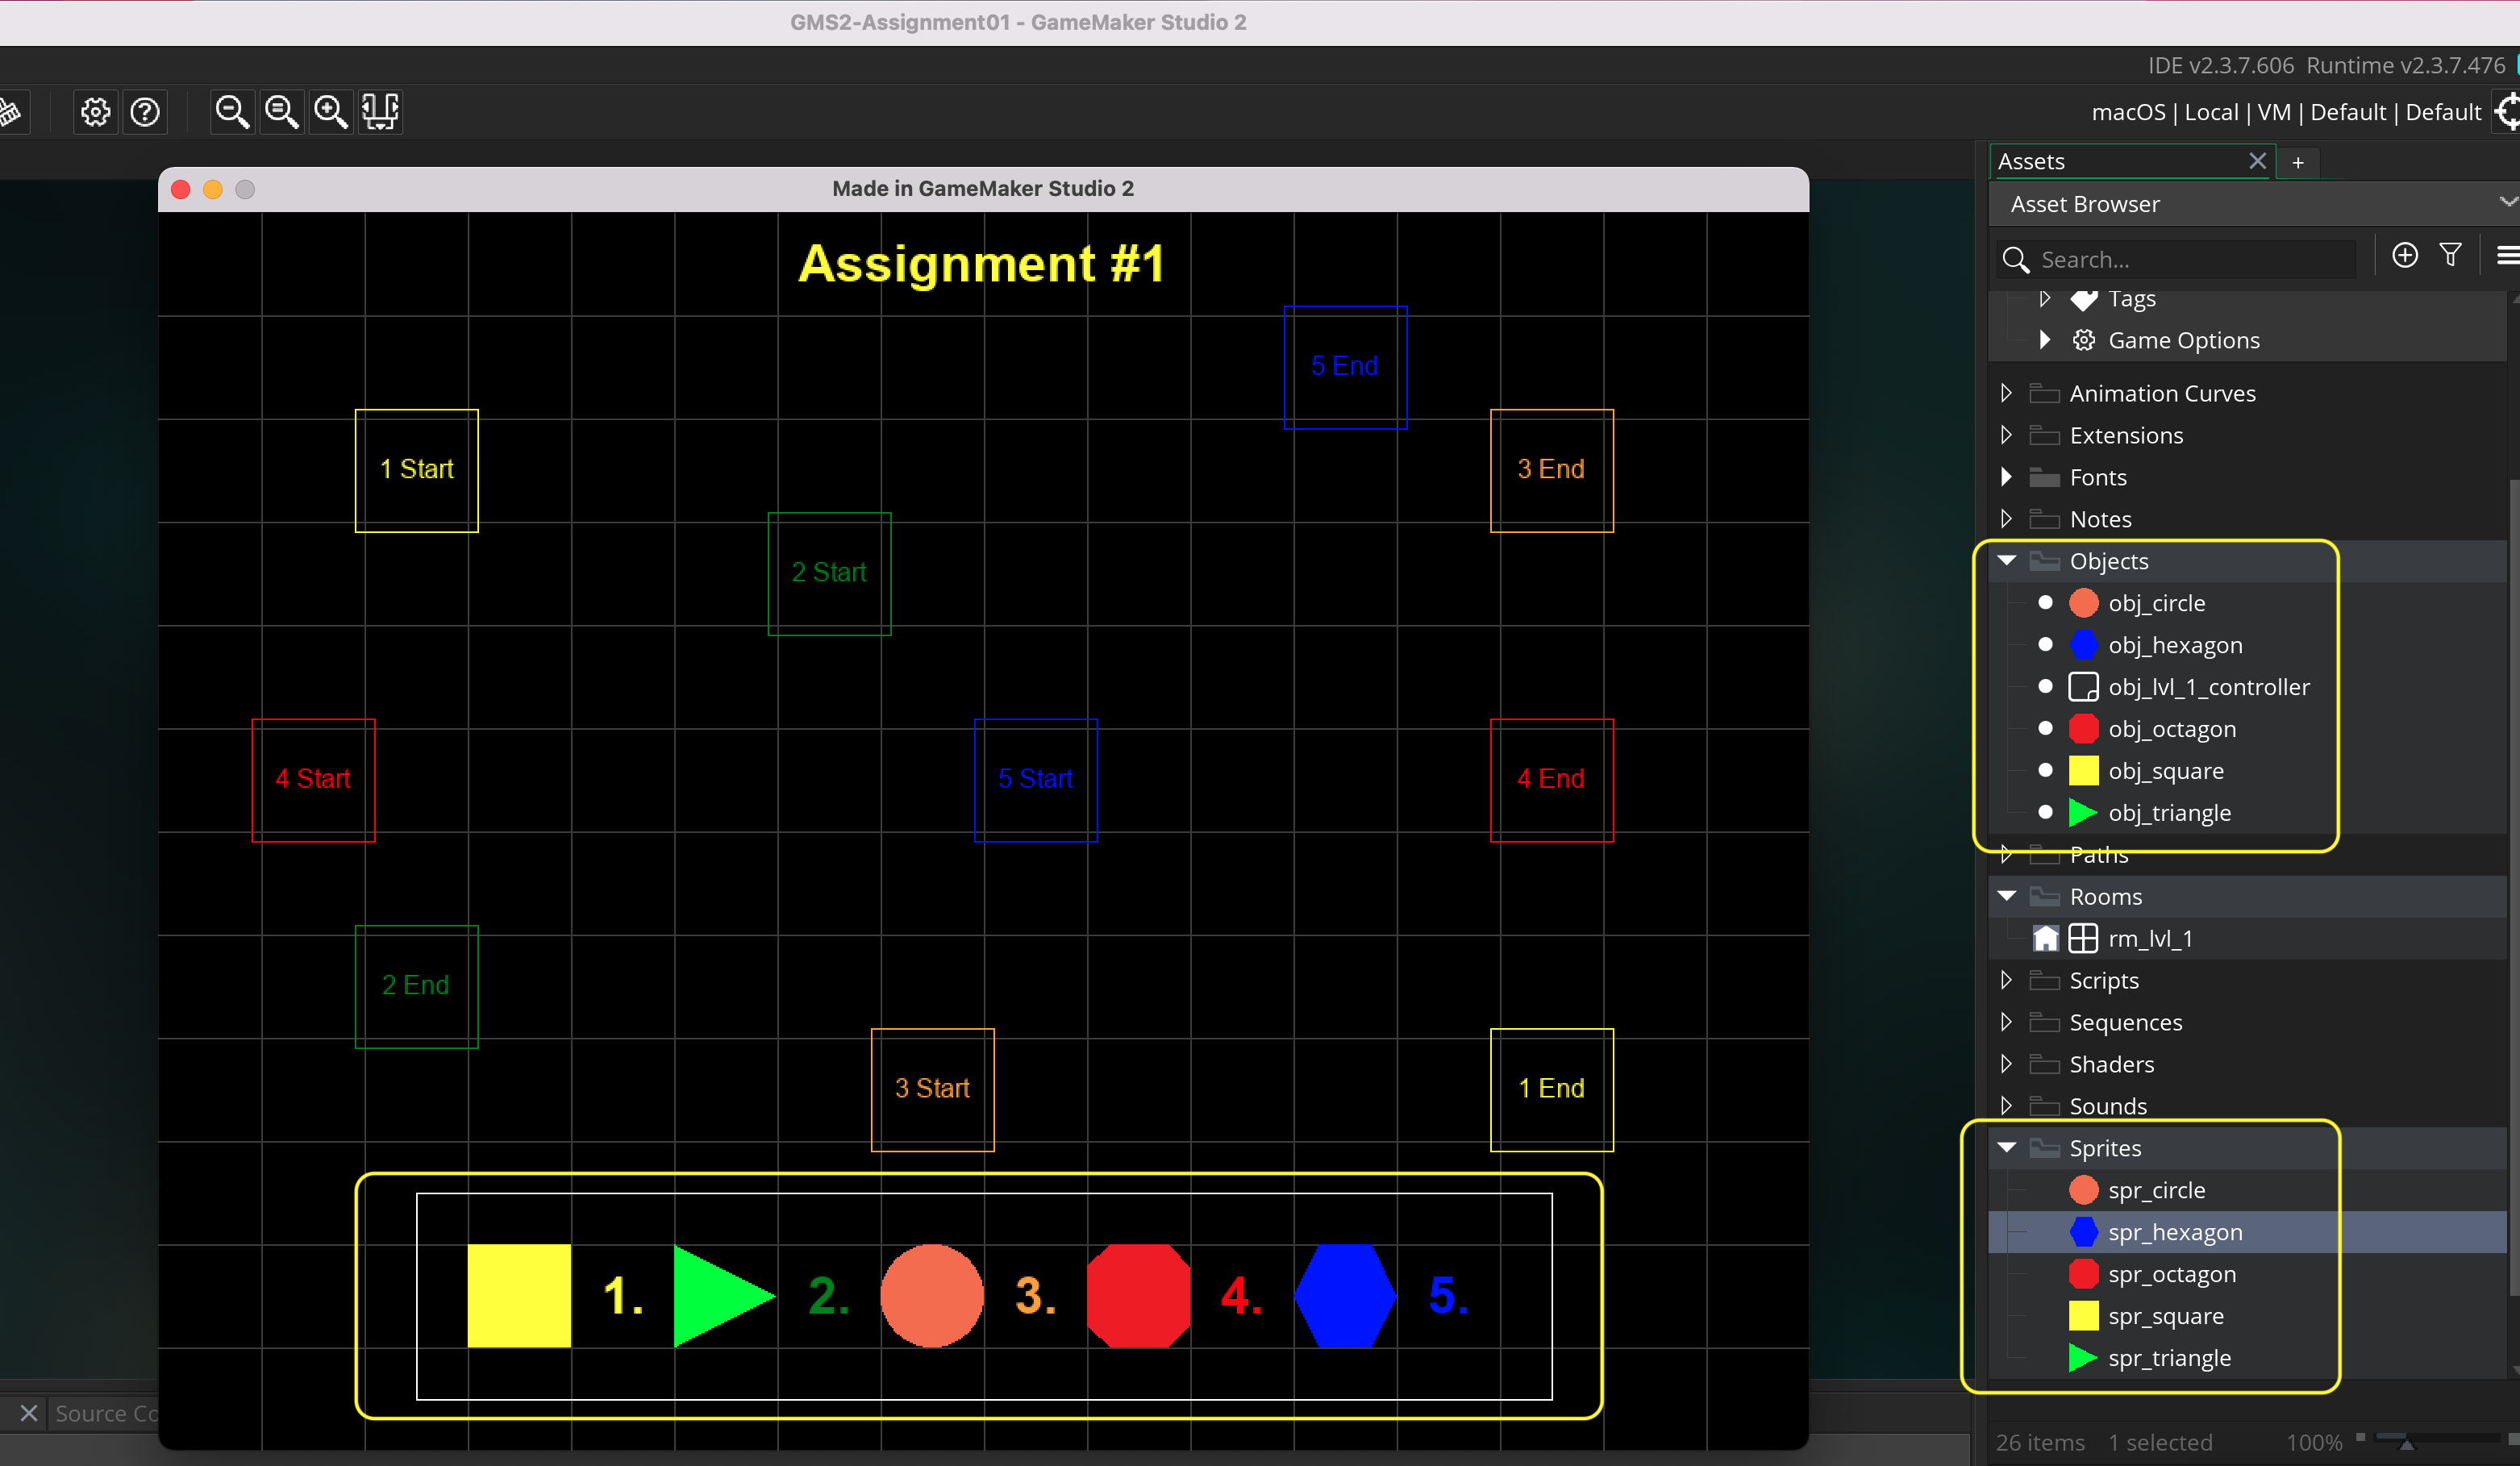 GMS2-Assignment01 - GameMaker Studio 2
IDE v2.3.7.606 Runtime v2.3.7.476
macOS | Local | VM | Default | Default
Made in GameMaker Studio 2
Assignment #1
5 End
1 Start
3 End
2 Start
4 Start
5 Start
4 End
2 End
3 Start
1 End
1.
2.
3.
4.
5.
Source Co
Assets
+
Asset Browser
Search...
Tags
Game Options
Animation Curves
Extensions
Fonts
Notes
Objects
obj_circle
obj_hexagon
obj_lvl_1_controller
obj_octagon
obj_square
obj_triangle
Paths
Rooms
rm_lvl_1
Scripts
Sequences
Shaders
Sounds
Sprites
spr_circle
spr_hexagon
spr_octagon
spr_square
spr_triangle
26 items 1 selected 100%